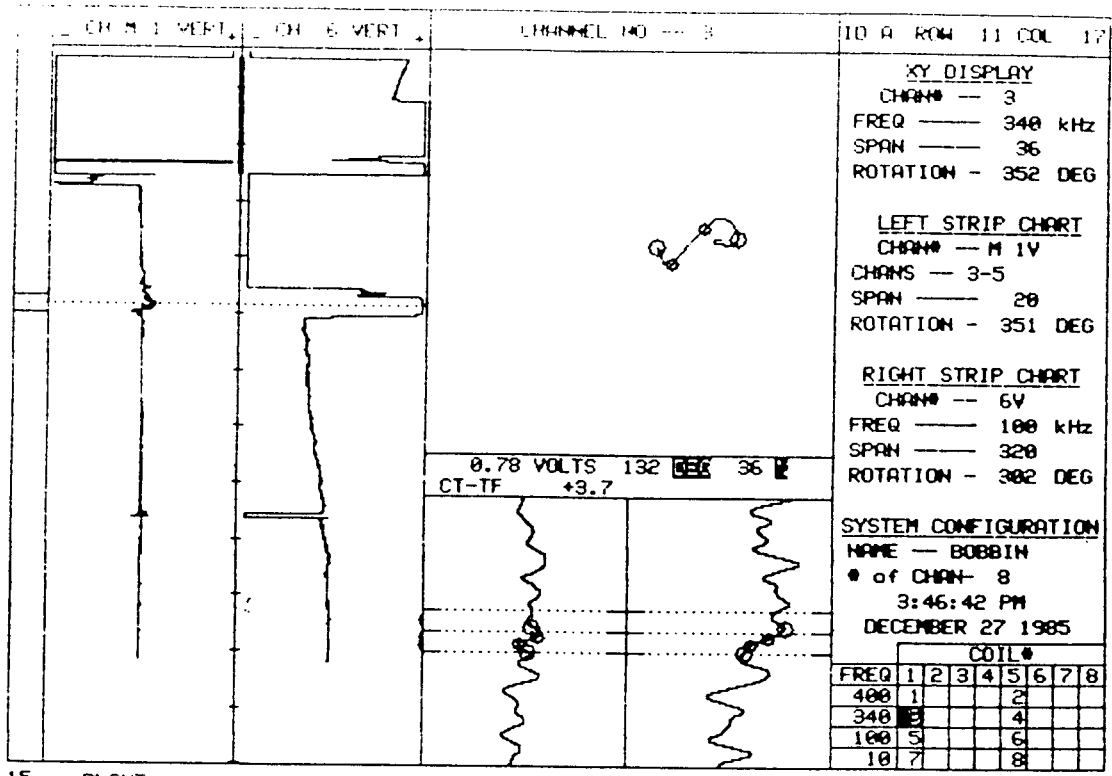 _ CH M 1 VERT + _ CH 6 VERT + CHANNEL NO -- 3 ID A ROW 11 COL 17
XY DISPLAY
CHAN# -- 3
FREQ ---- 340 kHz
SPAN ---- 36
ROTATION - 352 DEG
LEFT STRIP CHART
CHAN# -- M 1V
CHANS -- 3-5
SPAN ---- 20
ROTATION - 351 DEG
RIGHT STRIP CHART
CHAN# -- 6V
FREQ ---- 100 kHz
SPAN ---- 320
ROTATION - 302 DEG
0.78 VOLTS 132 DEG 36
CT-TF +3.7
SYSTEM CONFIGURATION
NAME -- BOBBIN
# of CHAN- 8
3:46:42 PM
DECEMBER 27 1985
COIL#
FREQ 1 2 3 4 5 6 7 8
400 1 2
340 3 4
100 5 6
10 7 8